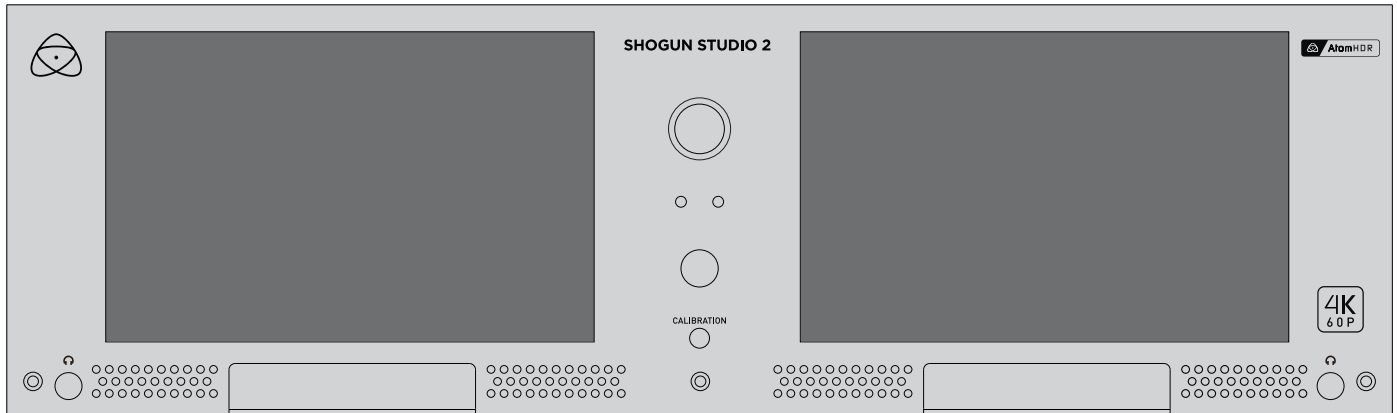 SHOGUN STUDIO 2
AtomHDR
CALIBRATION
4K
60P